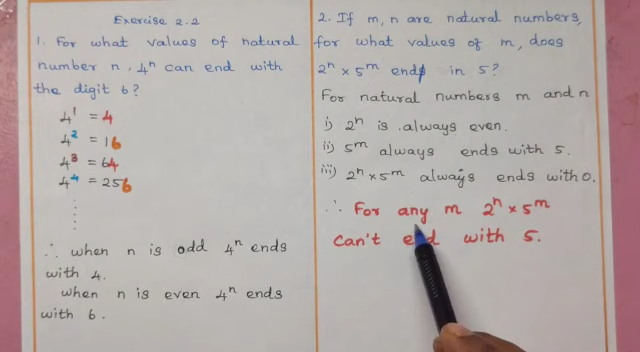 Exercise 2.2
1. For what values of natural
number n, 4ⁿ can end with
the digit 6?
4¹ = 4
4² = 16
4³ = 64
4⁴ = 256
∴ when n is odd 4ⁿ ends
with 4.
when n is even 4ⁿ ends
with 6.
2. If m, n are natural numbers,
for what values of m, does
2ⁿ × 5ᵐ ends in 5?
For natural numbers m and n
i) 2ⁿ is always even.
ii) 5ᵐ always ends with 5.
iii) 2ⁿ × 5ᵐ always ends with 0.
∴ For any m 2ⁿ × 5ᵐ
can't end with 5.